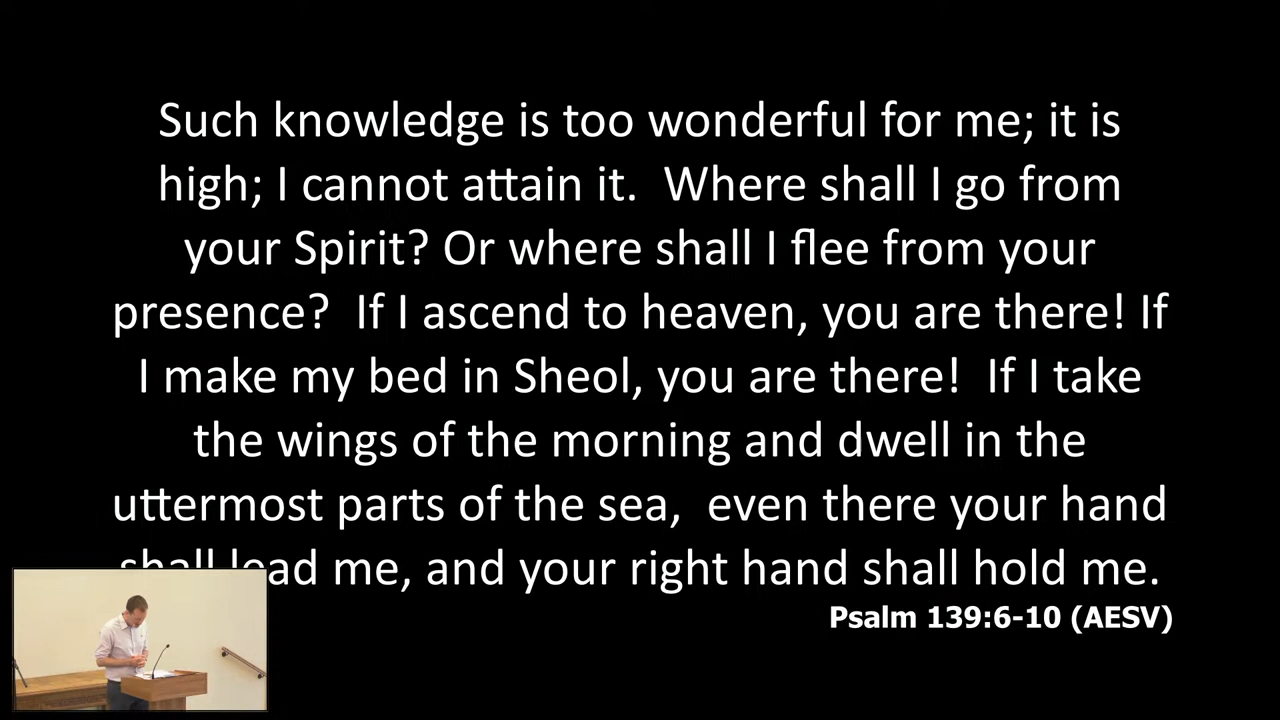 Such knowledge is too wonderful for me; it is
high; I cannot attain it. Where shall I go from
your Spirit? Or where shall I flee from your
presence? If I ascend to heaven, you are there! If
I make my bed in Sheol, you are there! If I take
the wings of the morning and dwell in the
uttermost parts of the sea, even there your hand
shall lead me, and your right hand shall hold me.
Psalm 139:6-10 (AESV)